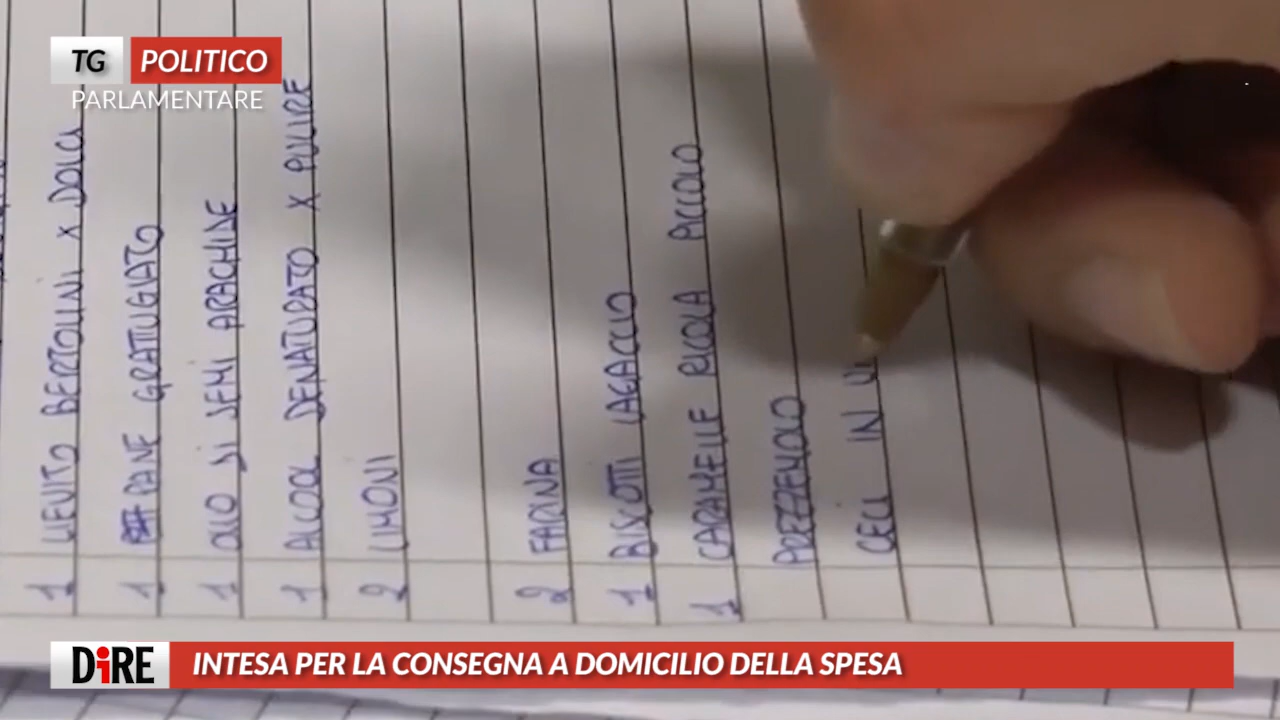 TG POLITICO
PARLAMENTARE
1 LIEVITO BERTOLINI X DOLCI
1 PANE GRATTUGIATO
1 OLIO DI SEMI ARACHIDE
1 ALCOOL DENATURATO X PULIRE
2 LIMONI
2 FARINA
1 BISCOTTI LAGACCIO
1 CARAMELLE RICOLA PICCOLO
PREZZEMOLO
CECI IN
DiRE INTESA PER LA CONSEGNA A DOMICILIO DELLA SPESA